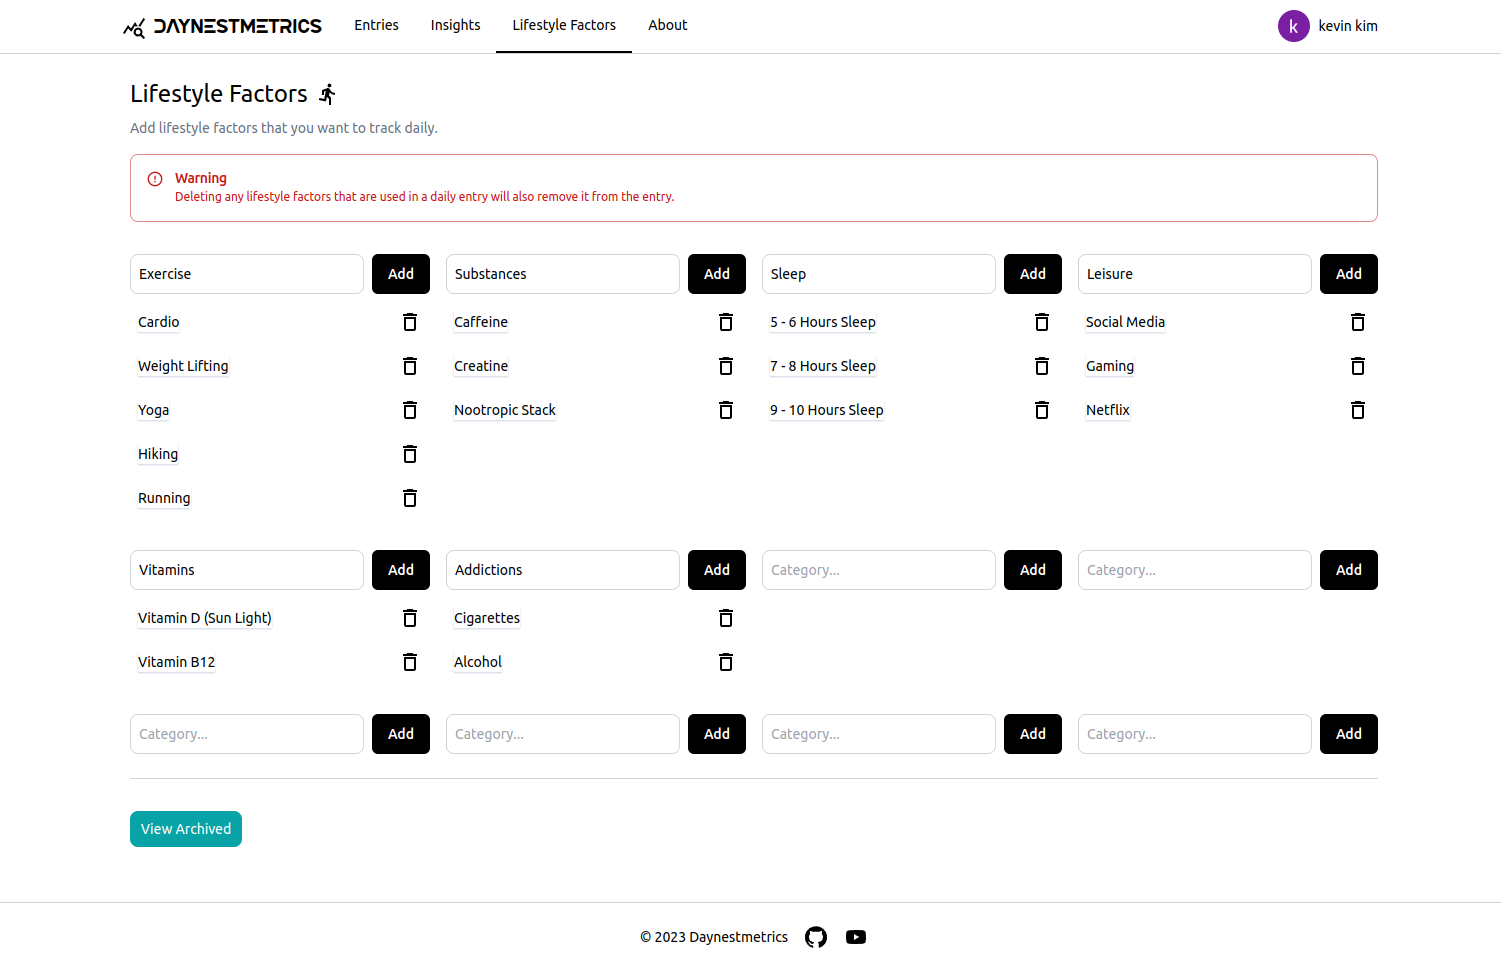 DAYNESTMETRICS Entries Insights Lifestyle Factors About k kevin kim
Lifestyle Factors
Add lifestyle factors that you want to track daily.
Warning
Deleting any lifestyle factors that are used in a daily entry will also remove it from the entry.
Exercise Add Substances Add Sleep Add Leisure Add
Cardio Caffeine 5 - 6 Hours Sleep Social Media
Weight Lifting Creatine 7 - 8 Hours Sleep Gaming
Yoga Nootropic Stack 9 - 10 Hours Sleep Netflix
Hiking
Running
Vitamins Add Addictions Add Category... Add Category... Add
Vitamin D (Sun Light) Cigarettes
Vitamin B12 Alcohol
Category... Add Category... Add Category... Add Category... Add
View Archived
© 2023 Daynestmetrics